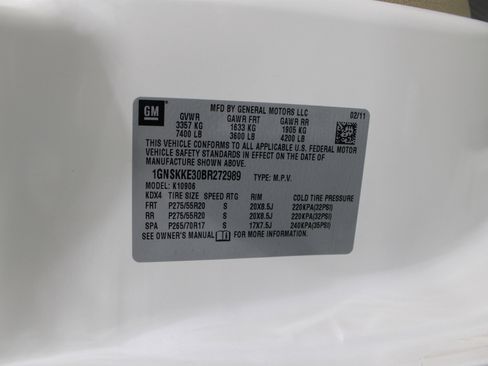 GM
MFD BY GENERAL MOTORS LLC
02/11
GVWR GAWR FRT GAWR RR
3357 KG 1633 KG 1905 KG
7400 LB 3600 LB 4200 LB
THIS VEHICLE CONFORMS TO ALL APPLICABLE U.S. FEDERAL MOTOR
VEHICLE SAFETY STANDARDS IN EFFECT ON THE DATE OF
MANUFACTURE SHOWN ABOVE.
1GNSKKE30BR272989 TYPE: M.P.V.
MODEL: K10906
KDX4 TIRE SIZE SPEED RTG RIM COLD TIRE PRESSURE
FRT P275/55R20 S 20X8.5J 220KPA(32PSI)
RR P275/55R20 S 20X8.5J 220KPA(32PSI)
SPA P265/70R17 S 17X7.5J 240KPA(35PSI)
SEE OWNER'S MANUAL FOR MORE INFORMATION.